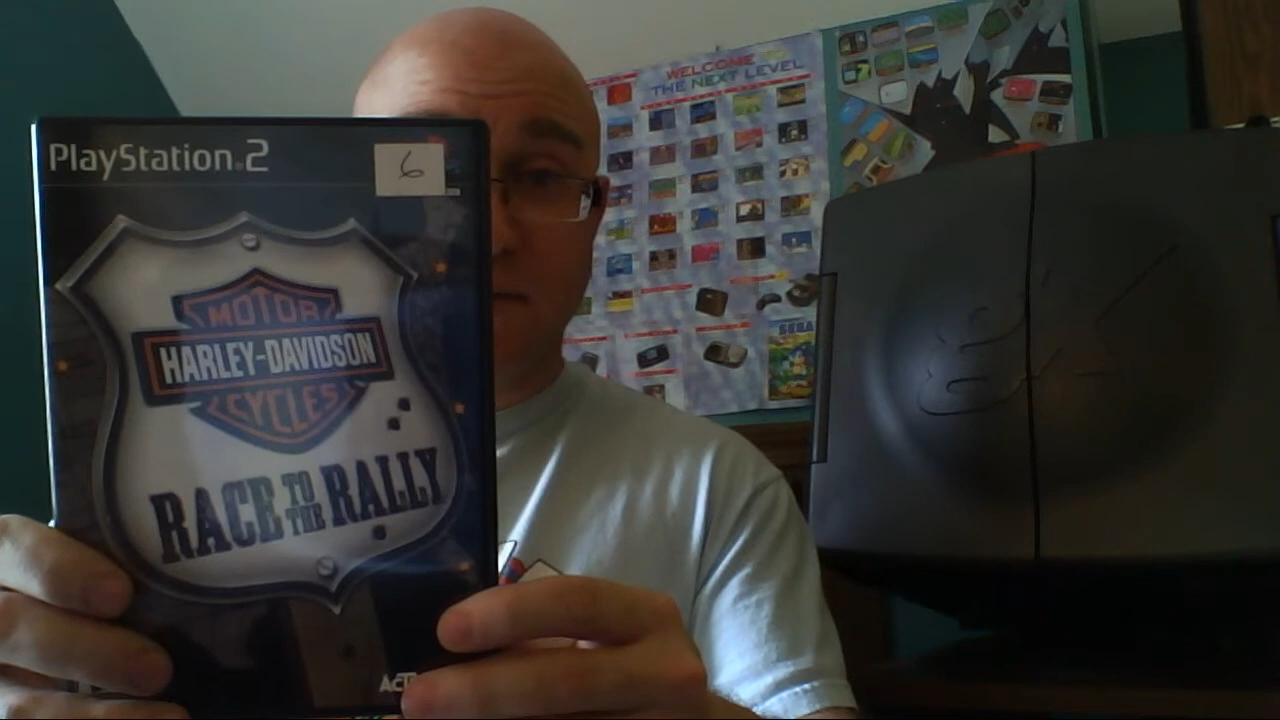 PlayStation 2
6
MOTOR
HARLEY-DAVIDSON
CYCLES
RACE TO THE RALLY
WELCOME
THE NEXT LEVEL
SEGA